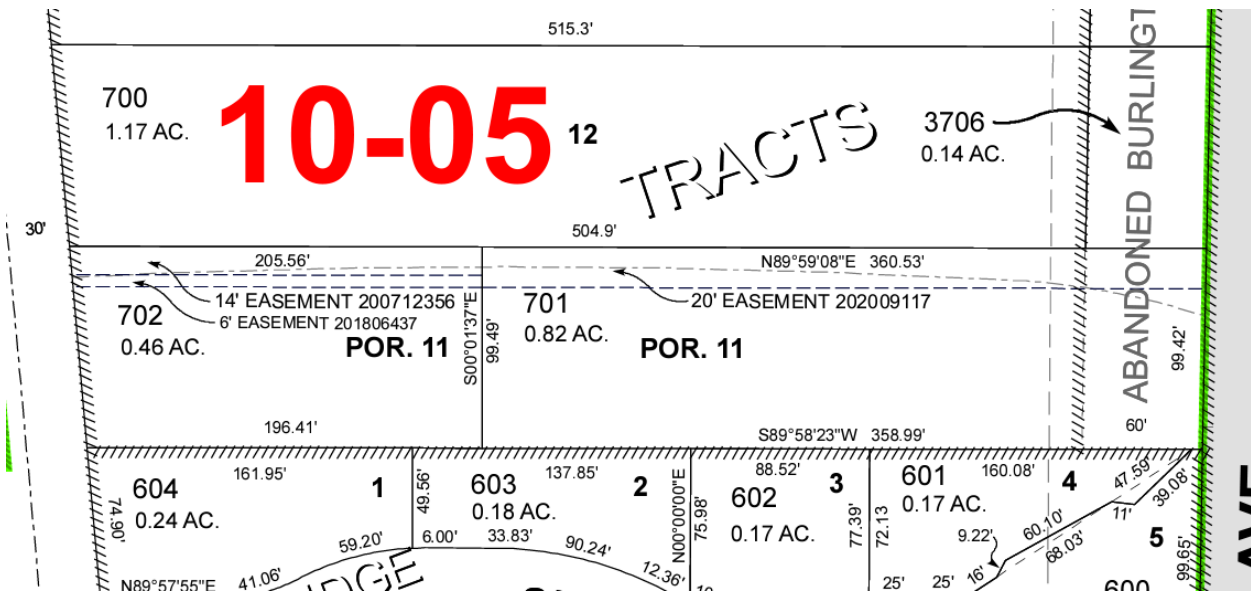 515.3'
700
1.17 AC.
10-05
12
TRACTS
3706
0.14 AC.
ABANDONED BURLINGT
30'
504.9'
205.56'
N89°59'08"E 360.53'
14' EASEMENT 200712356
6' EASEMENT 201806437
20' EASEMENT 202009117
702
0.46 AC.
POR. 11
S00°01'37"E
99.49'
701
0.82 AC.
POR. 11
99.42'
196.41'
S89°58'23"W 358.99'
60'
161.95'
604
0.24 AC.
1
74.90'
49.56'
603
0.18 AC.
137.85'
2
N00°00'00"E
75.98'
88.52'
602
0.17 AC.
3
77.39'
72.13
601
0.17 AC.
160.08'
4
47.59'
39.08'
11'
60.10'
68.03'
9.22'
16'
5
99.65'
59.20'
6.00'
33.83'
90.24'
12.36'
41.06'
N89°57'55"E
DGE
25'
25'
600
AVE